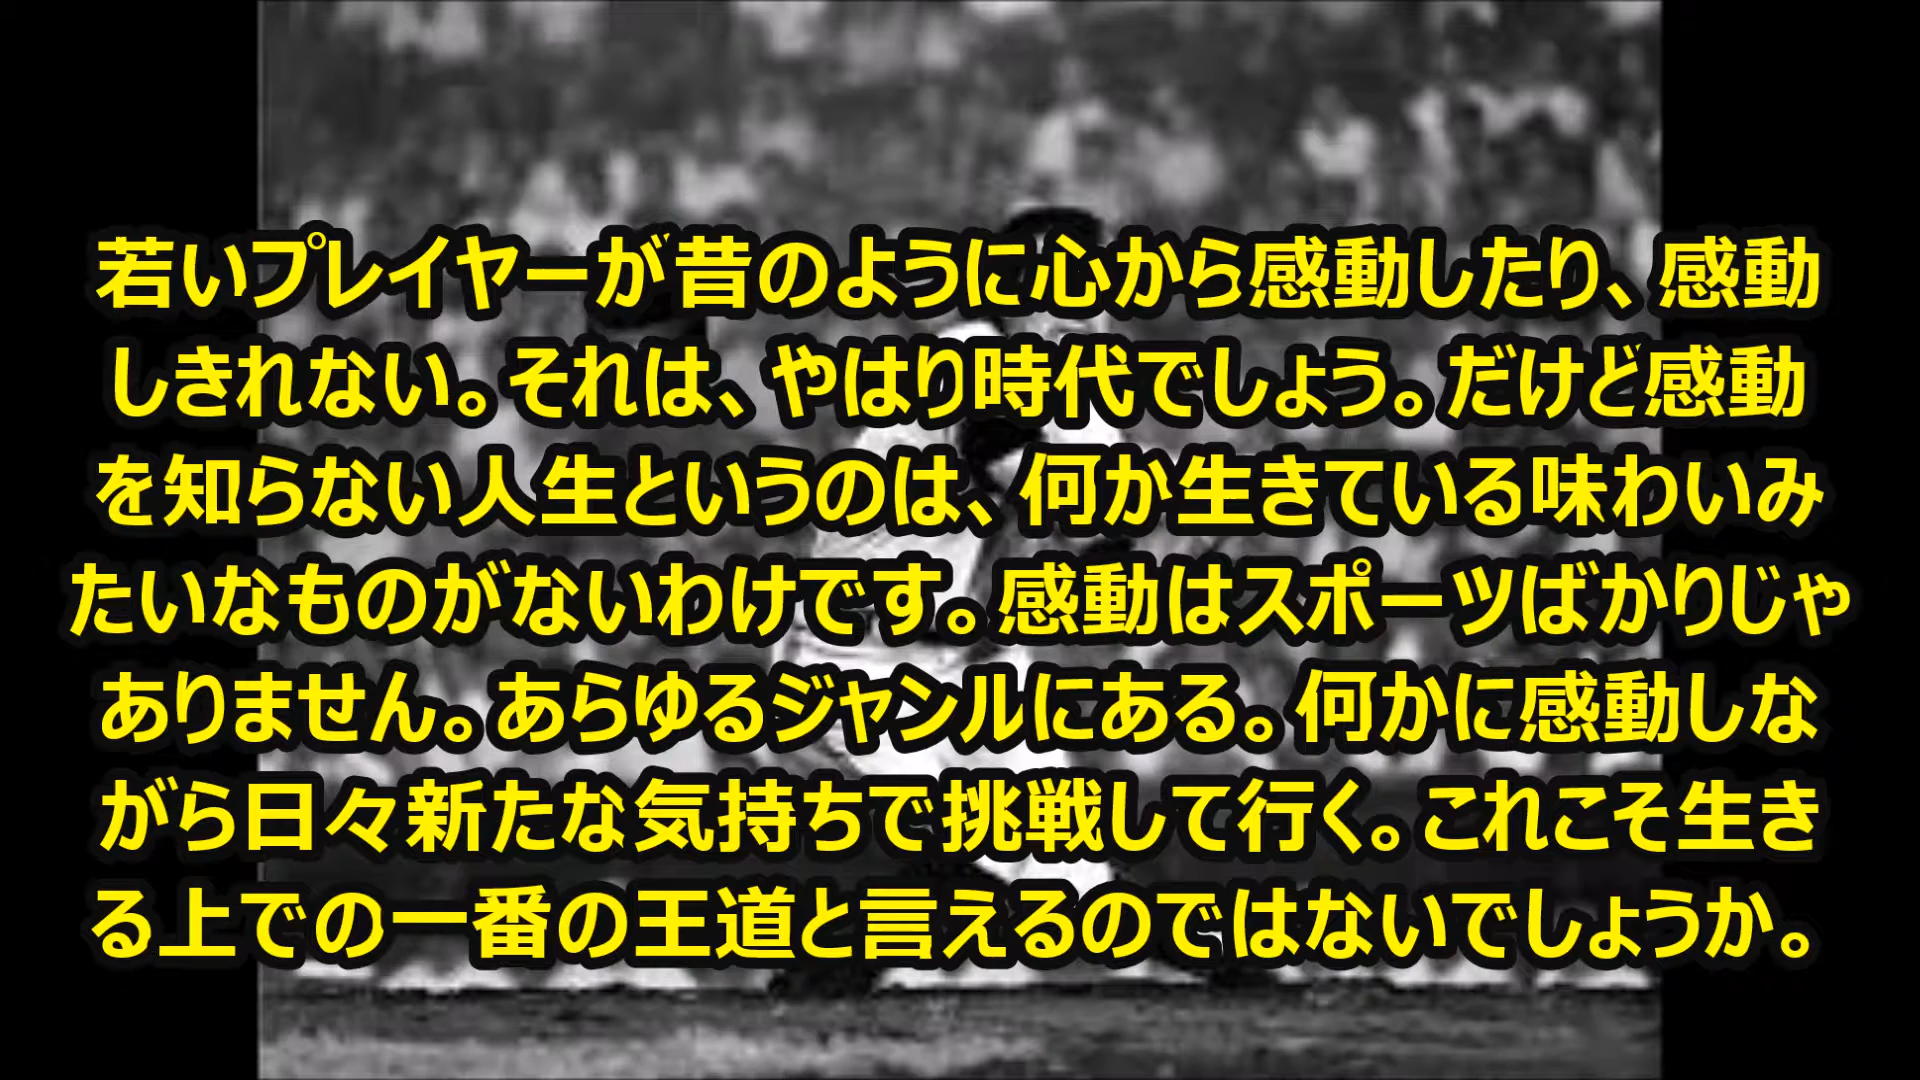 若いプレイヤーが昔のように心から感動したり、感動
しきれない。それは、やはり時代でしょう。だけど感動
を知らない人生というのは、何か生きている味わいみ
たいなものがないわけです。感動はスポーツばかりじゃ
ありません。あらゆるジャンルにある。何かに感動しな
がら日々新たな気持ちで挑戦して行く。これこそ生き
る上での一番の王道と言えるのではないでしょうか。